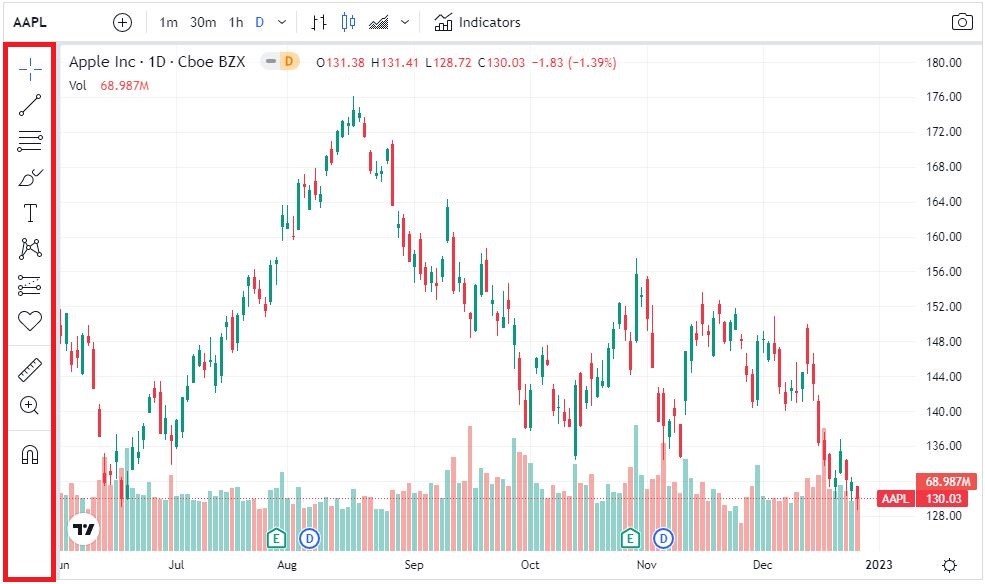 AAPL 1m 30m 1h D Indicators
Apple Inc · 1D · Cboe BZX D O131.38 H131.41 L128.72 C130.03 −1.83 (−1.39%)
Vol 68.987M
180.00
176.00
172.00
168.00
164.00
160.00
156.00
152.00
148.00
144.00
140.00
136.00
68.987M
AAPL 130.03
128.00
E D E D
un Jul Aug Sep Oct Nov Dec 2023